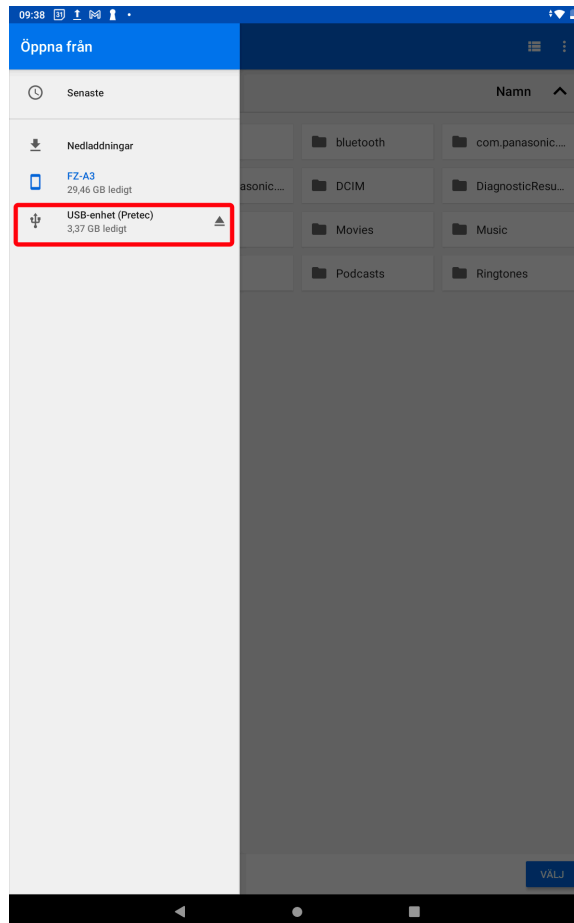 09:38 31
Öppna från
Senaste
Namn
Nedladdningar
bluetooth
com.panasonic....
FZ-A3
29,46 GB ledigt
asonic....
DCIM
DiagnosticResu...
USB-enhet (Pretec)
3,37 GB ledigt
Movies
Music
Podcasts
Ringtones
VÄLJ